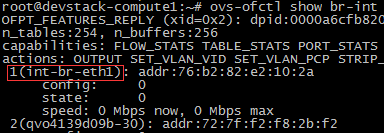 root@devstack-compute1:~# ovs-ofctl show br-int
OFPT_FEATURES_REPLY (xid=0x2): dpid:0000a6cfb820
n_tables:254, n_buffers:256
capabilities: FLOW_STATS TABLE_STATS PORT_STATS
actions: OUTPUT SET_VLAN_VID SET_VLAN_PCP STRIP_
1(int-br-eth1): addr:76:b2:82:e2:10:2a
config: 0
state: 0
speed: 0 Mbps now, 0 Mbps max
2(qvo4139d09b-30): addr:72:7f:f2:f8:2b:f2